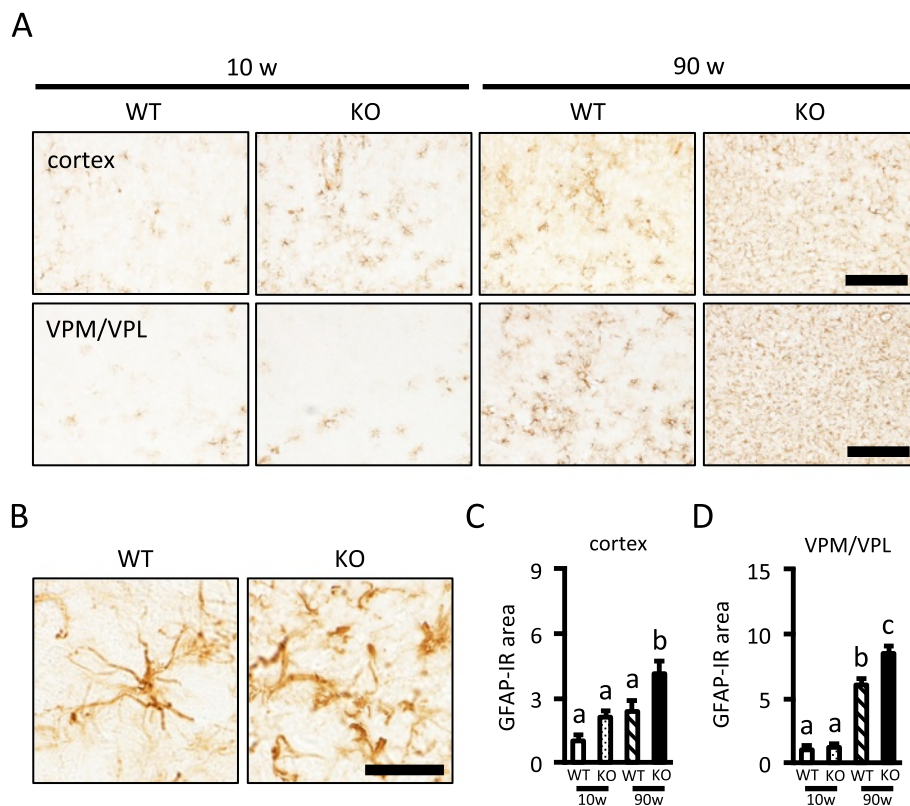 A
10 w
90 w
WT
KO
WT
KO
cortex
VPM/VPL
B
WT
KO
C
cortex
GFAP-IR area
9
6
3
0
a
a
a
b
WT
KO
WT
KO
10w
90w
D
VPM/VPL
GFAP-IR area
15
10
5
0
a
a
b
c
WT
KO
WT
KO
10w
90w